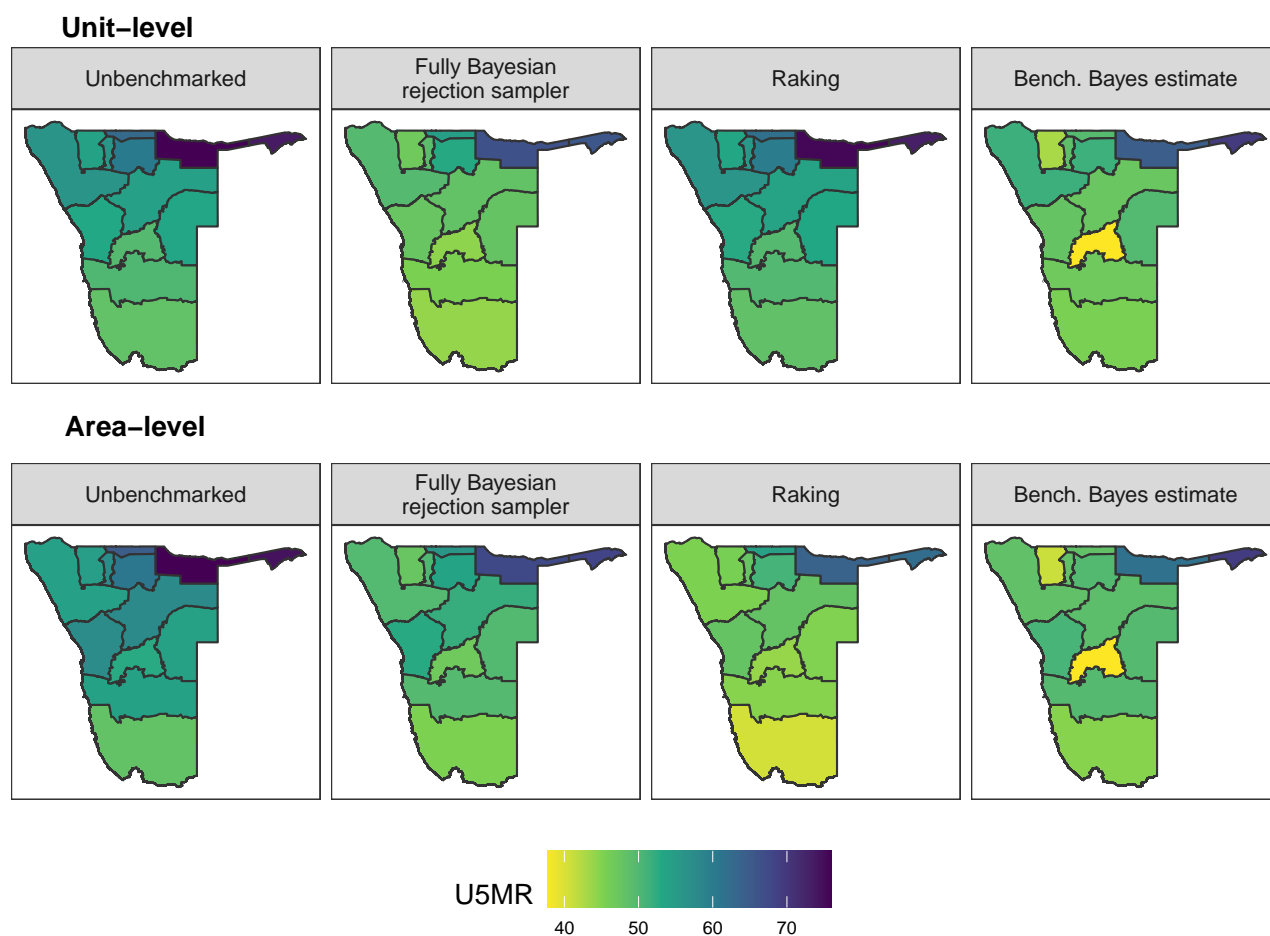 Unit−level
Unbenchmarked
Fully Bayesian
rejection sampler
Raking
Bench. Bayes estimate
Area−level
Unbenchmarked
Fully Bayesian
rejection sampler
Raking
Bench. Bayes estimate
U5MR
40 50 60 70